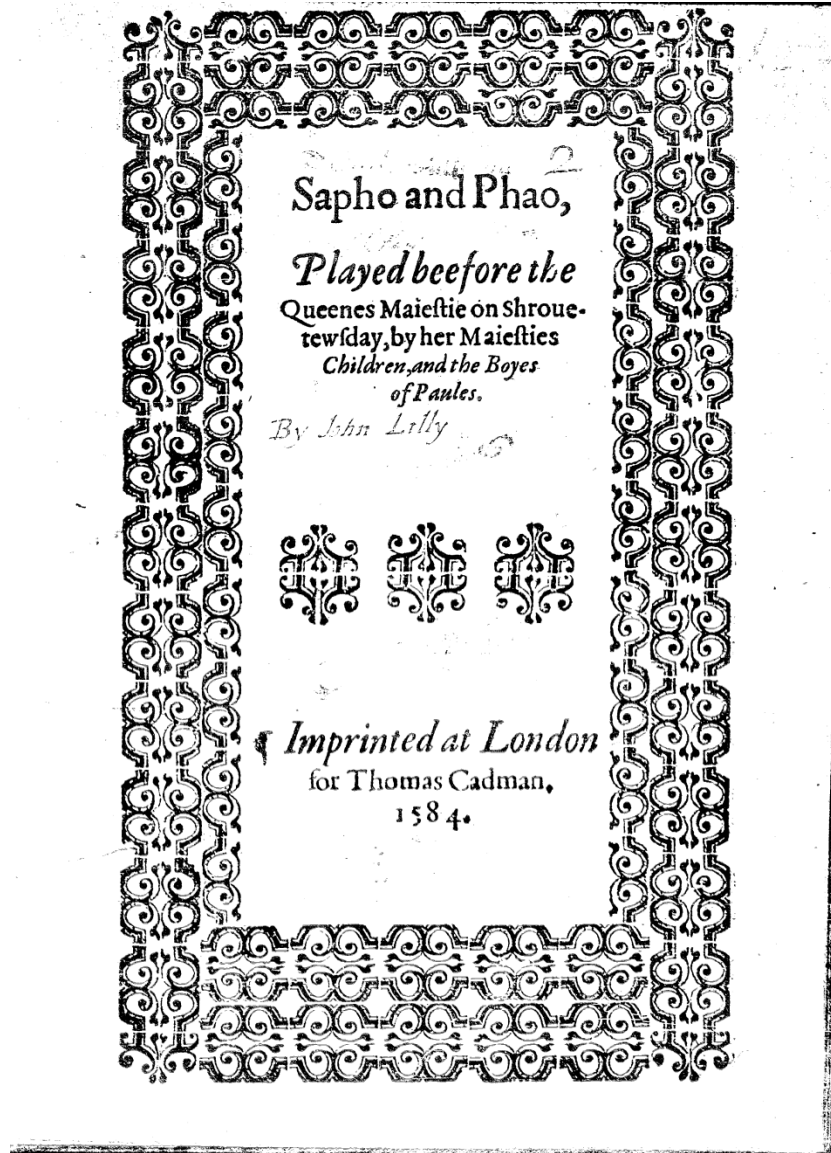 Sapho and Phao,
Played beefore the
Queenes Maieſtie on Shroue-
tewſday, by her Maieſties
Children, and the Boyes
of Paules.
By John Lilly
Imprinted at London
for Thomas Cadman.
1584.